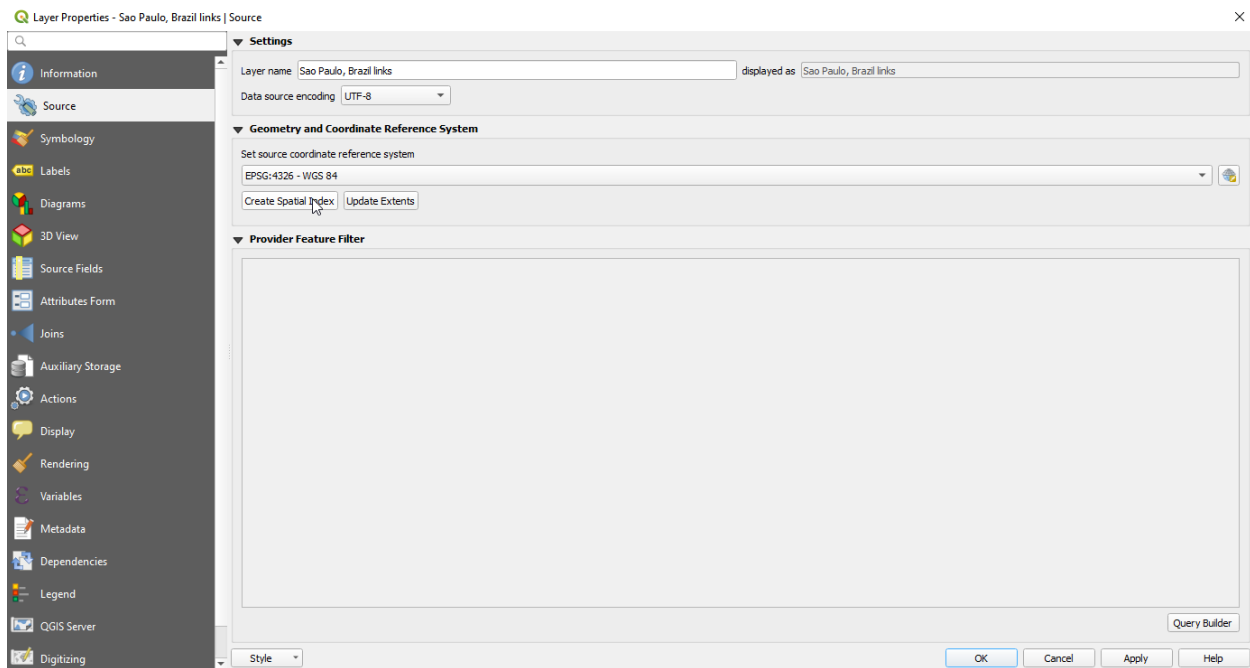 Layer Properties - Sao Paulo, Brazil links | Source
Information
Source
Symbology
abc Labels
Diagrams
3D View
Source Fields
Attributes Form
Joins
Auxiliary Storage
Actions
Display
Rendering
Variables
Metadata
Dependencies
Legend
QGIS Server
Digitizing
Settings
Layer name Sao Paulo, Brazil links displayed as Sao Paulo, Brazil links
Data source encoding UTF-8
Geometry and Coordinate Reference System
Set source coordinate reference system
EPSG:4326 - WGS 84
Create Spatial Index Update Extents
Provider Feature Filter
Query Builder
Style OK Cancel Apply Help